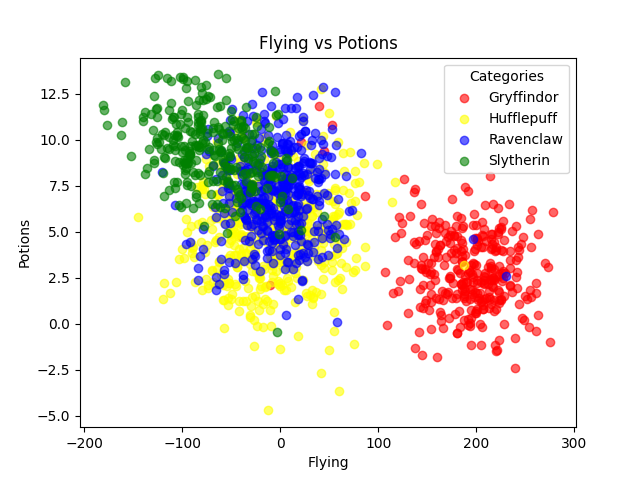 Flying vs Potions
Categories
Gryffindor
Hufflepuff
Ravenclaw
Slytherin
12.5
10.0
7.5
5.0
2.5
0.0
−2.5
−5.0
Potions
−200
−100
0
100
200
300
Flying